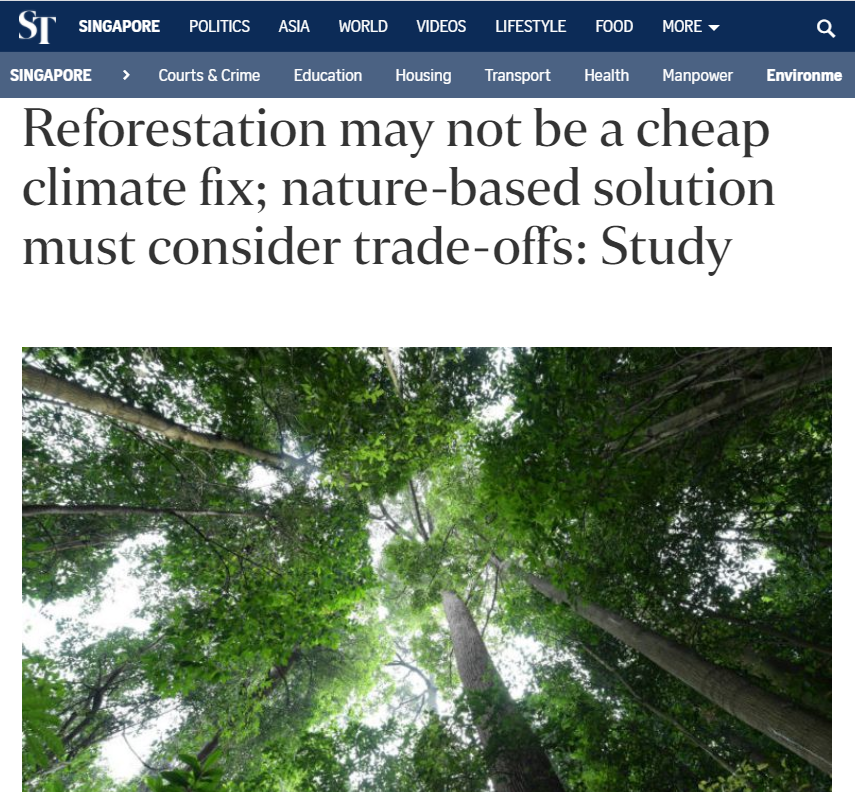 ST SINGAPORE POLITICS ASIA WORLD VIDEOS LIFESTYLE FOOD MORE
SINGAPORE > Courts & Crime Education Housing Transport Health Manpower Environme
Reforestation may not be a cheap
climate fix; nature-based solution
must consider trade-offs: Study